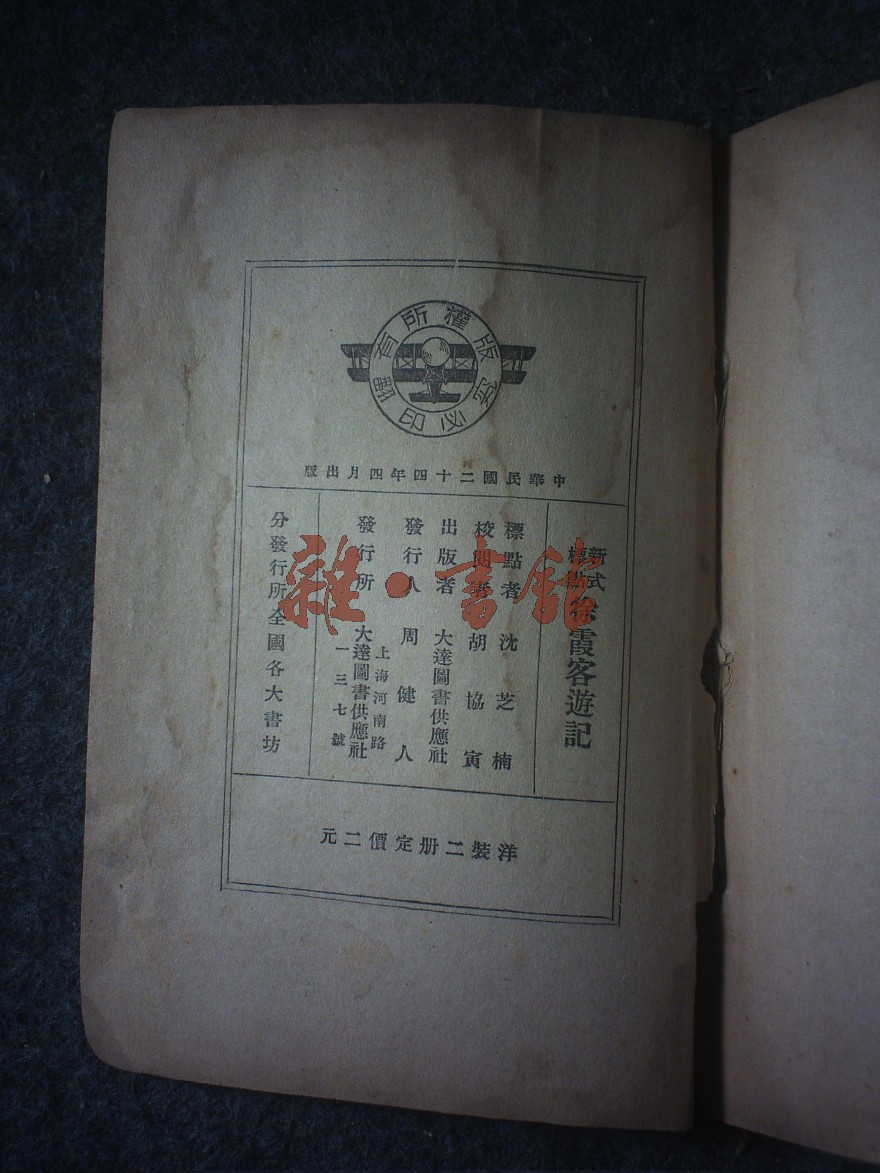 版權所有
翻印必究
中華民國二十四年四月出版
新式
標點
徐霞客遊記
標點者 沈芝楠
校閱者 胡協寅
出版者 大達圖書供應社
發行人 周健人
上海河南路
一三七號
發行所 大達圖書供應社
分發行所全國各大書坊
洋裝二册定價二元
雜·書館